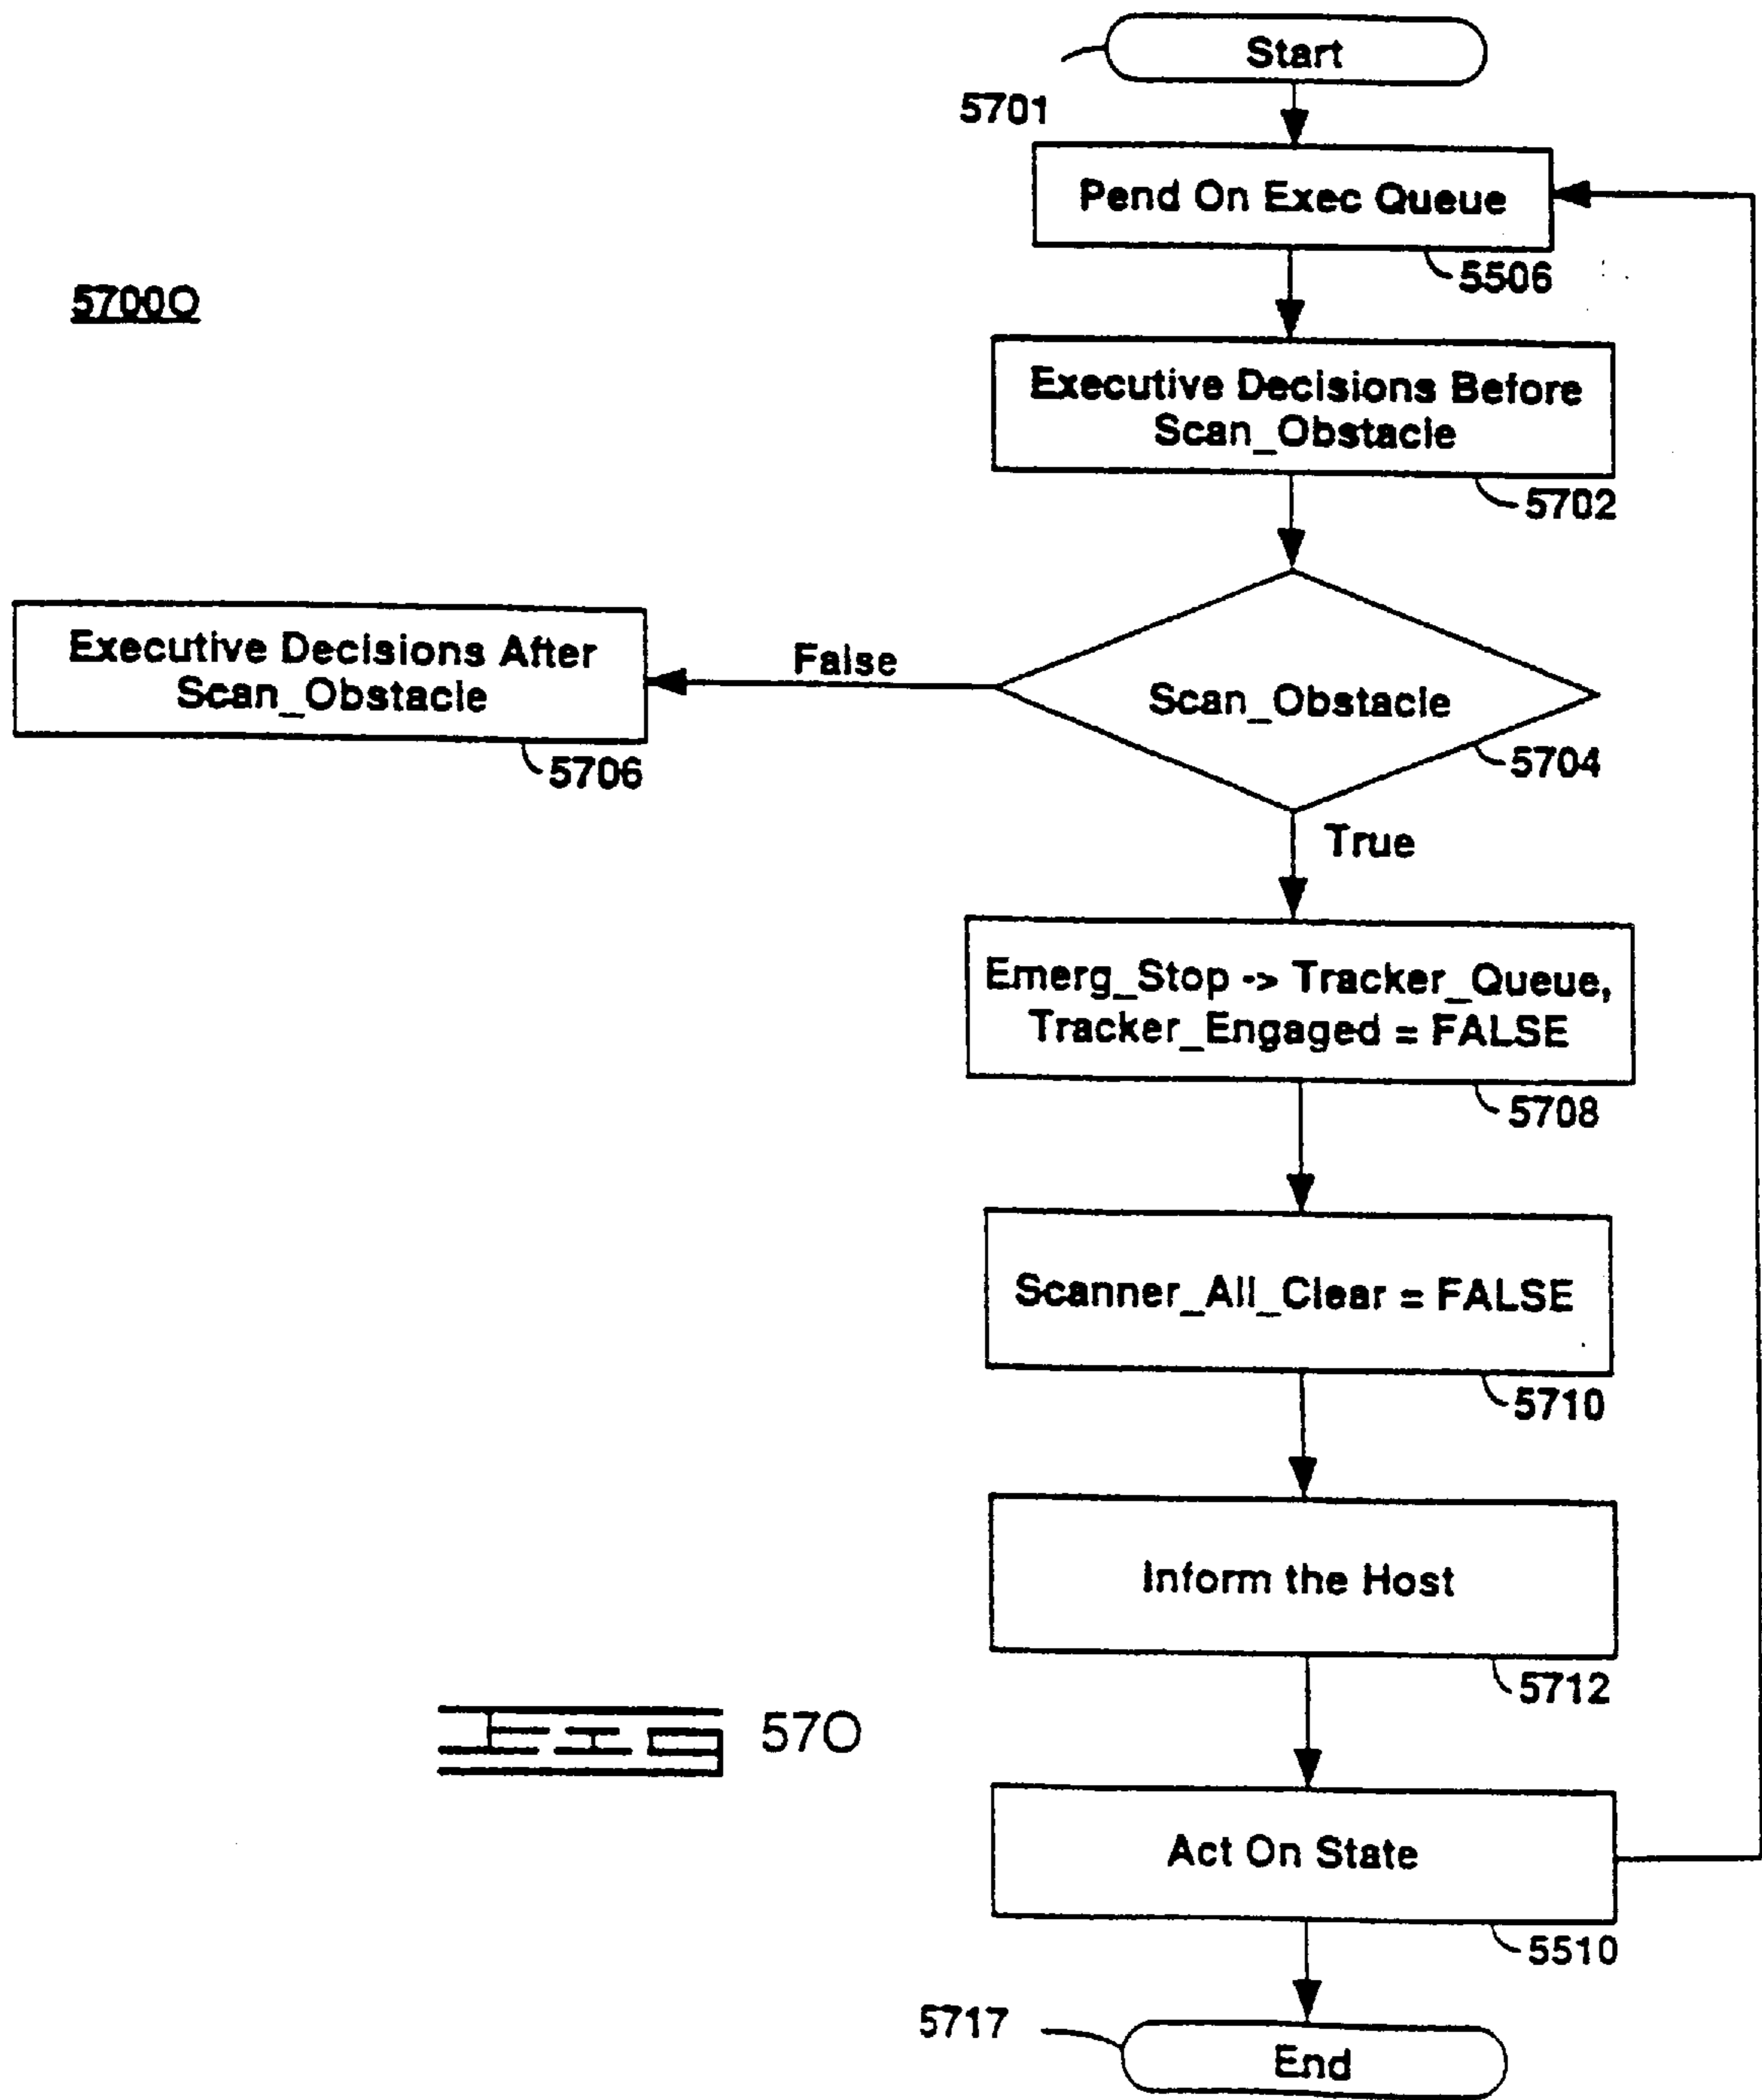 Start
5701
Pend On Exec Queue
5506
5700O
Executive Decisions Before
Scan_Obstacle
5702
Executive Decisions After
Scan_Obstacle
5706
False
Scan_Obstacle
5704
True
Emerg_Stop -> Tracker_Queue,
Tracker_Engaged = FALSE
5708
Scanner_All_Clear = FALSE
5710
Inform the Host
5712
57O
Act On State
5510
5717
End